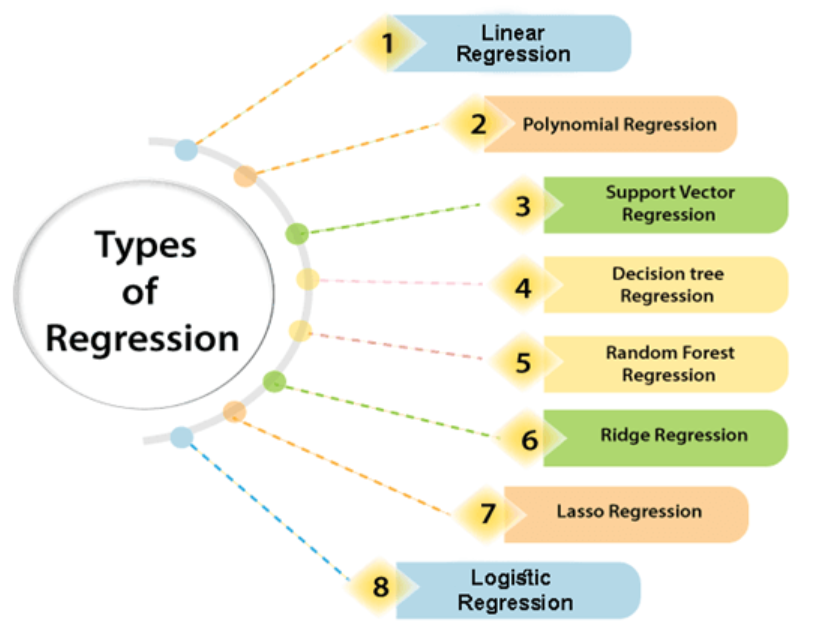 Types
of
Regression
1
Linear
Regression
2
Polynomial Regression
3
Support Vector
Regression
4
Decision tree
Regression
5
Random Forest
Regression
6
Ridge Regression
7
Lasso Regression
8
Logistic
Regression